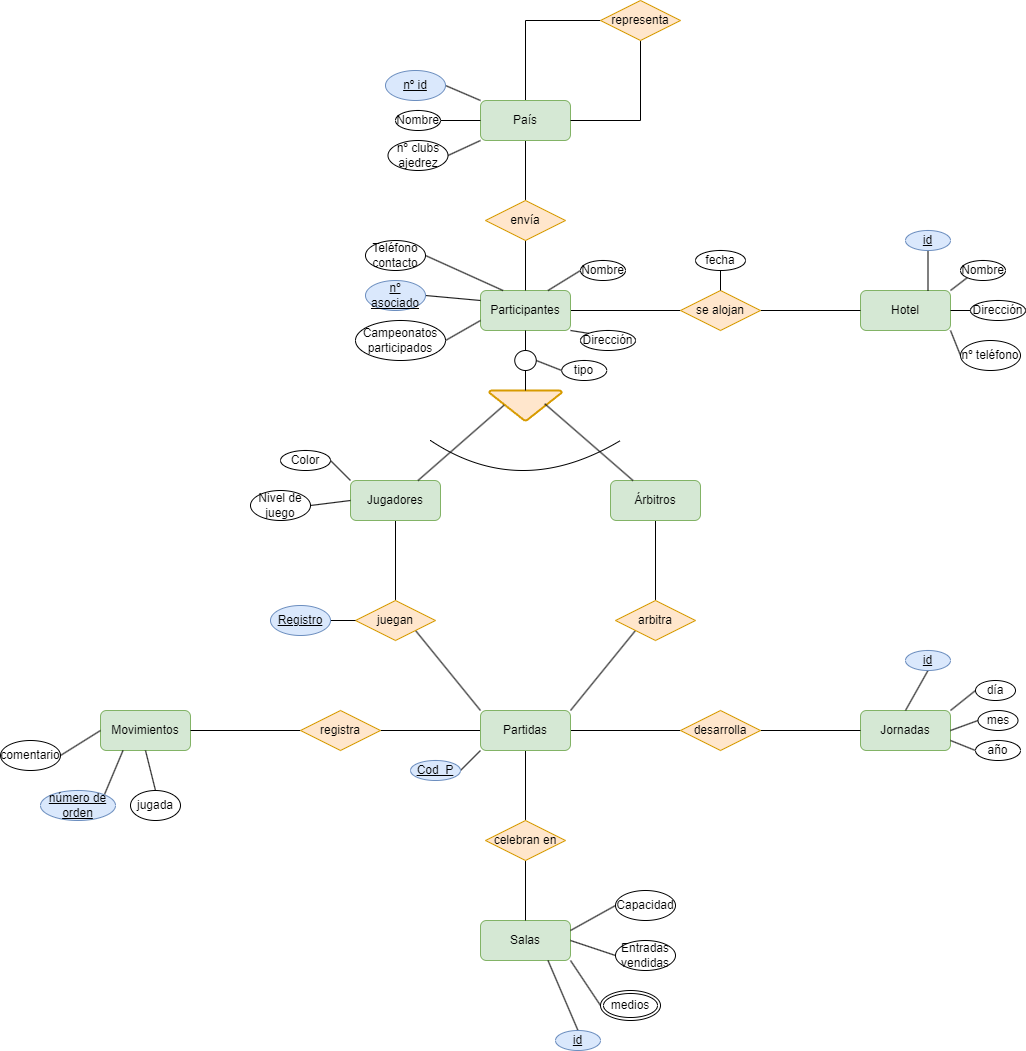 representa
nº id
Nombre
País
nº clubs
ajedrez
envía
Teléfono
contacto
Nombre
nº
asociado
Participantes
Campeonatos
participados
Dirección
tipo
fecha
se alojan
id
Nombre
Hotel
Dirección
nº teléfono
Color
Nivel de
juego
Jugadores
Árbitros
Registro
juegan
arbitra
Movimientos
comentario
número de
orden
jugada
registra
Partidas
Cod_P
desarrolla
id
día
mes
año
Jornadas
celebran en
Salas
Capacidad
Entradas
vendidas
medios
id